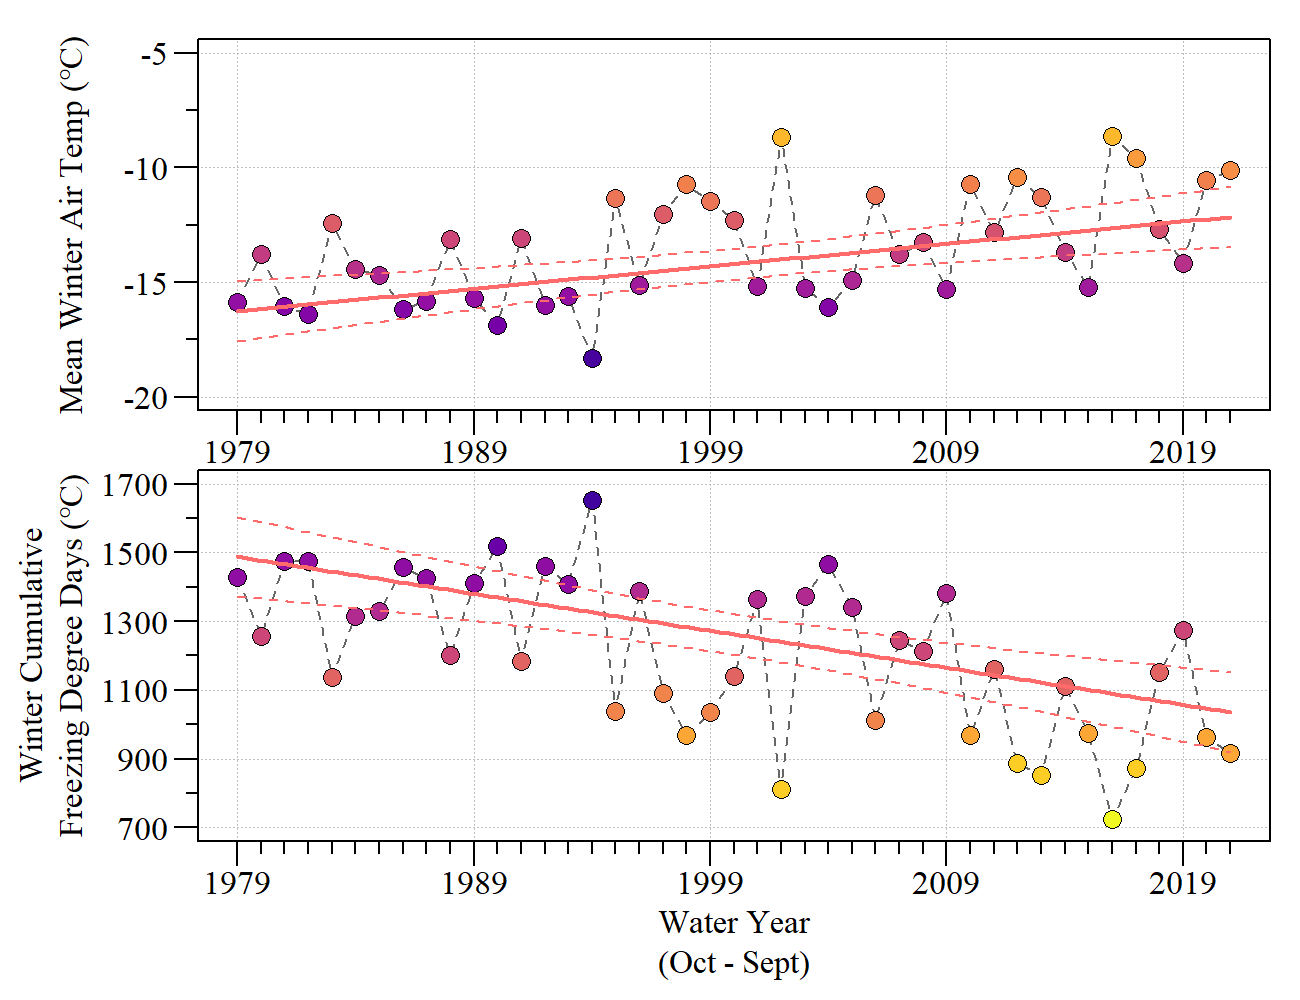 Mean Winter Air Temp (°C)
-5
-10
-15
-20
1979 1989 1999 2009 2019
Winter Cumulative
Freezing Degree Days (°C)
1700
1500
1300
1100
900
700
1979 1989 1999 2009 2019
Water Year
(Oct - Sept)